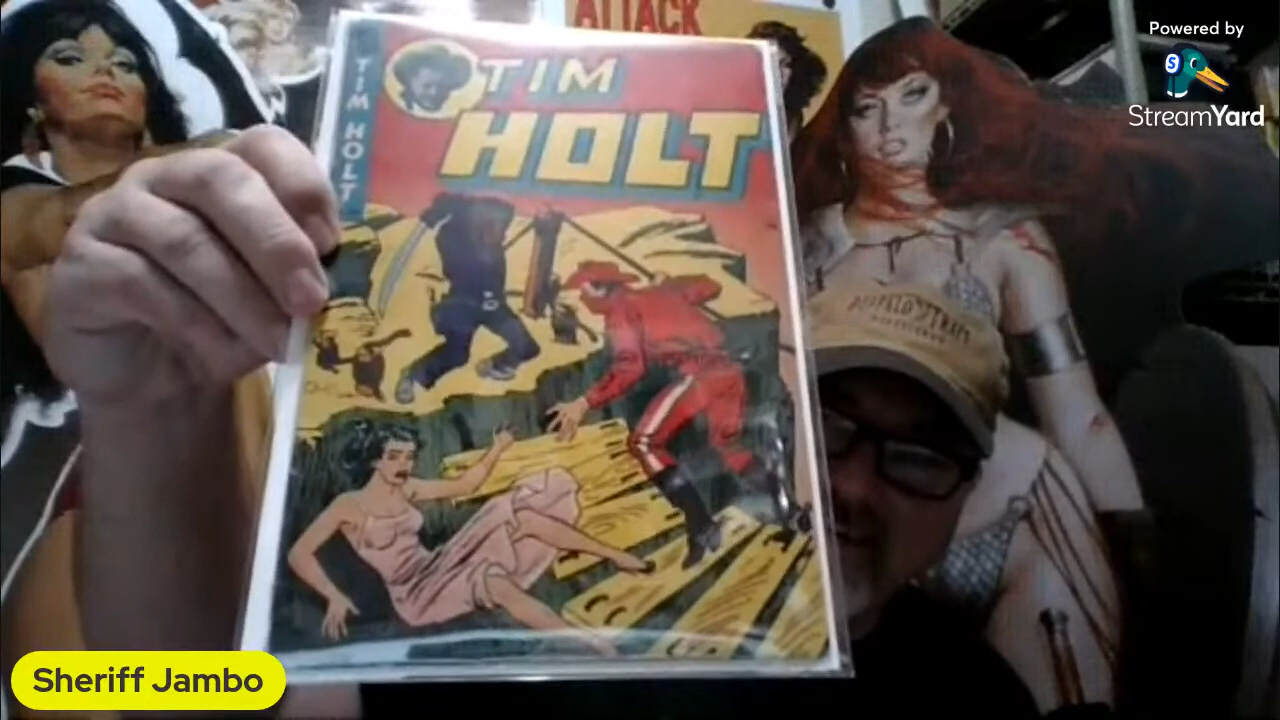 ATTACK
Powered by
StreamYard
TIM
HOLT
TIM HOLT
Sheriff Jambo